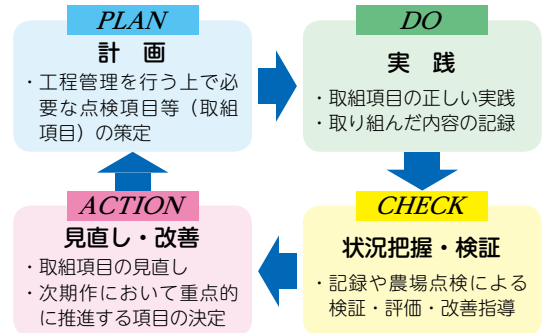 PLAN
計　画
・工程管理を行う上で必
要な点検項目等（取組
項目）の策定
DO
実　践
・取組項目の正しい実践
・取り組んだ内容の記録
CHECK
状況把握・検証
・記録や農場点検による
検証・評価・改善指導
ACTION
見直し・改善
・取組項目の見直し
・次期作において重点的
に推進する項目の決定